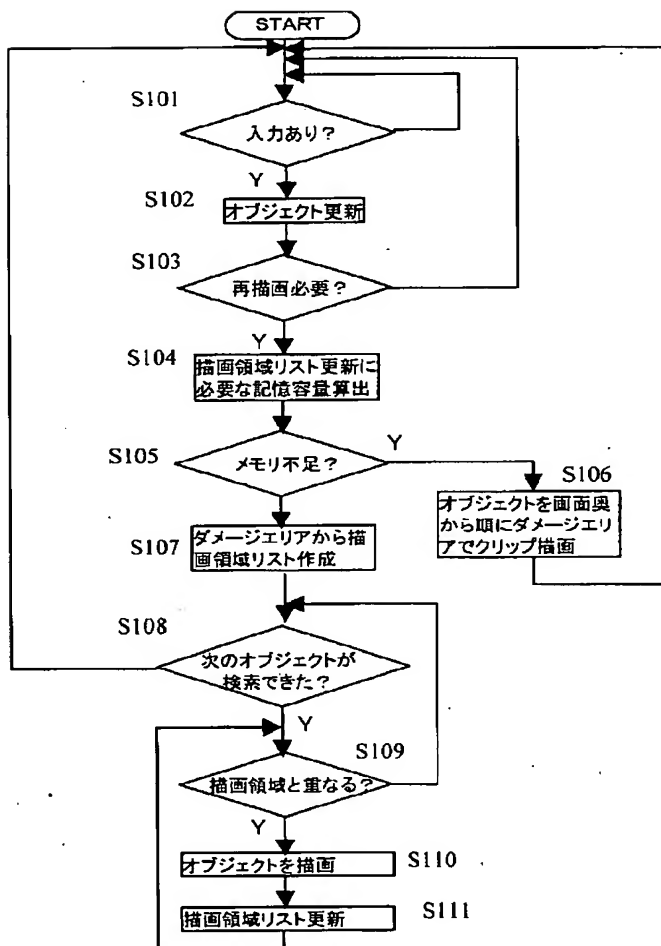 START
S101
入力あり？
Y
S102
オブジェクト更新
S103
再描画必要？
Y
S104
描画領域リスト更新に
必要な記憶容量算出
S105
メモリ不足？
Y
S106
オブジェクトを画面奥
から順にダメージエリ
アでクリップ描画
S107
ダメージエリアから描
画領域リスト作成
S108
次のオブジェクトが
検索できた？
Y
S109
描画領域と重なる？
Y
オブジェクトを描画
S110
描画領域リスト更新
S111